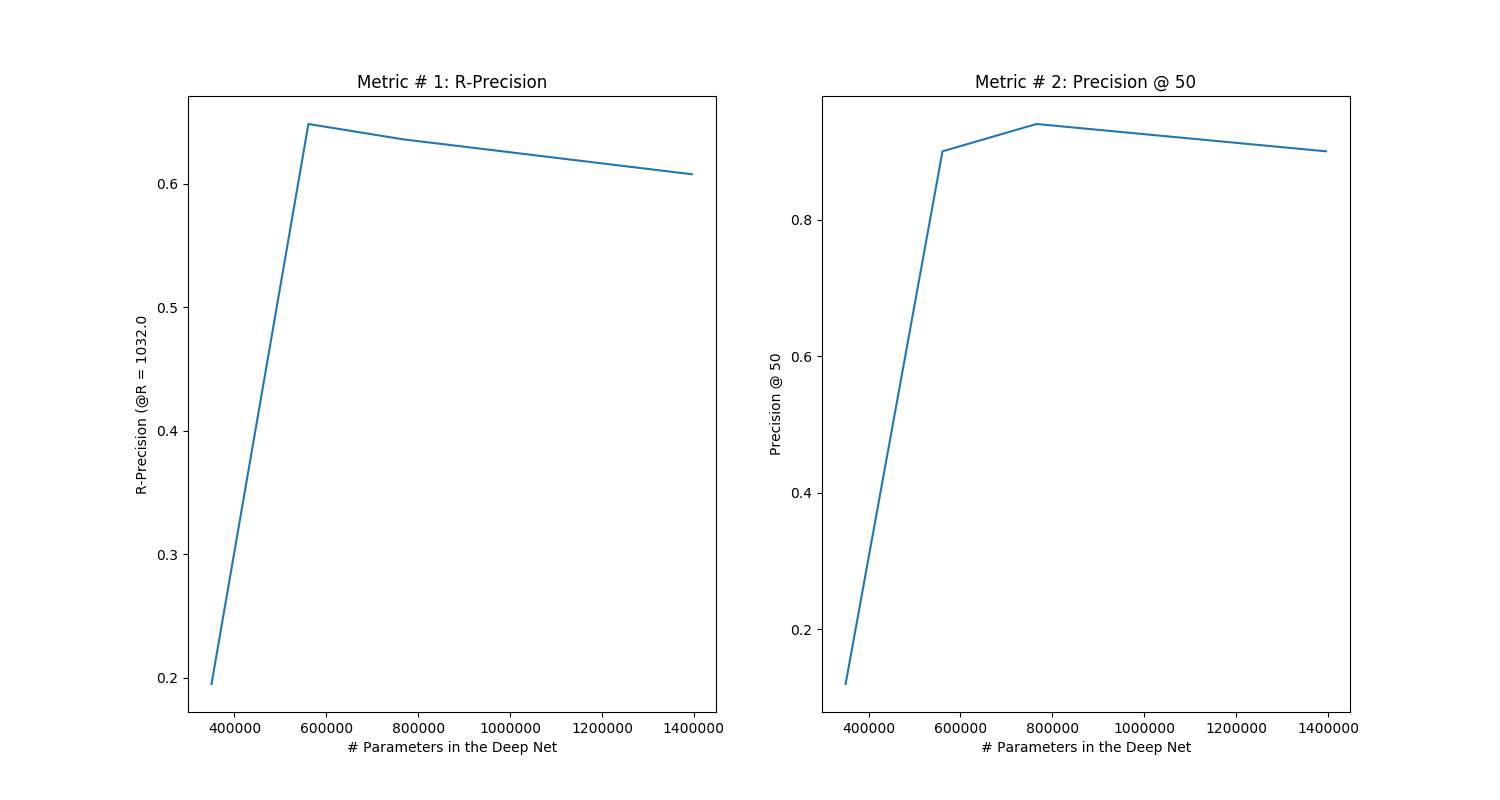 Metric # 1: R-Precision
R-Precision (@R = 1032.0
0.6
0.5
0.4
0.3
0.2
400000 600000 800000 1000000 1200000 1400000
# Parameters in the Deep Net
Metric # 2: Precision @ 50
Precision @ 50
0.8
0.6
0.4
0.2
400000 600000 800000 1000000 1200000 1400000
# Parameters in the Deep Net